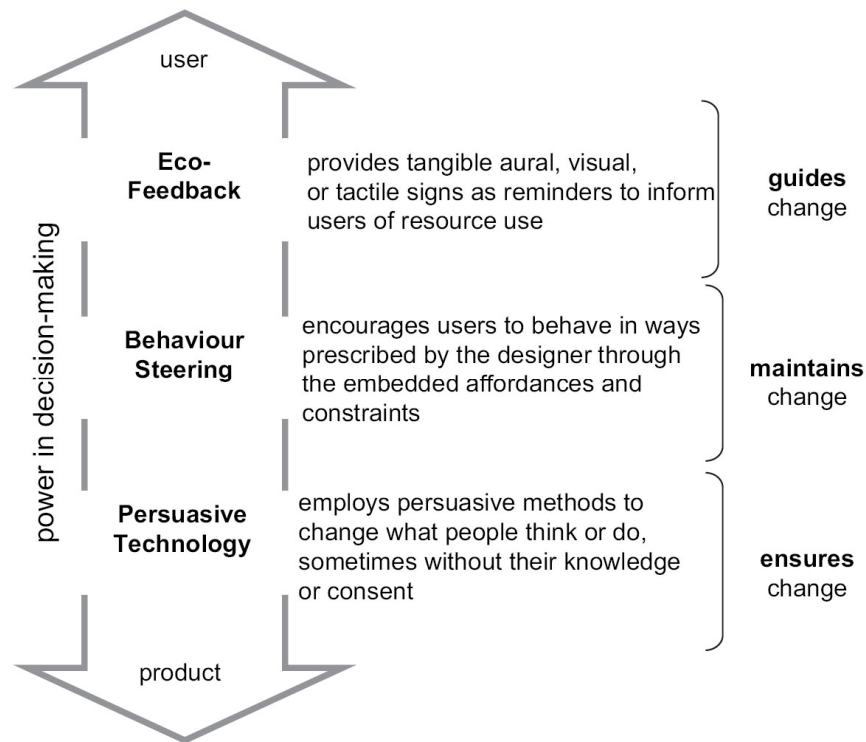 user
Eco-
Feedback
provides tangible aural, visual,
or tactile signs as reminders to inform
users of resource use
guides
change
power in decision-making
Behaviour
Steering
encourages users to behave in ways
prescribed by the designer through
the embedded affordances and
constraints
maintains
change
Persuasive
Technology
employs persuasive methods to
change what people think or do,
sometimes without their knowledge
or consent
ensures
change
product